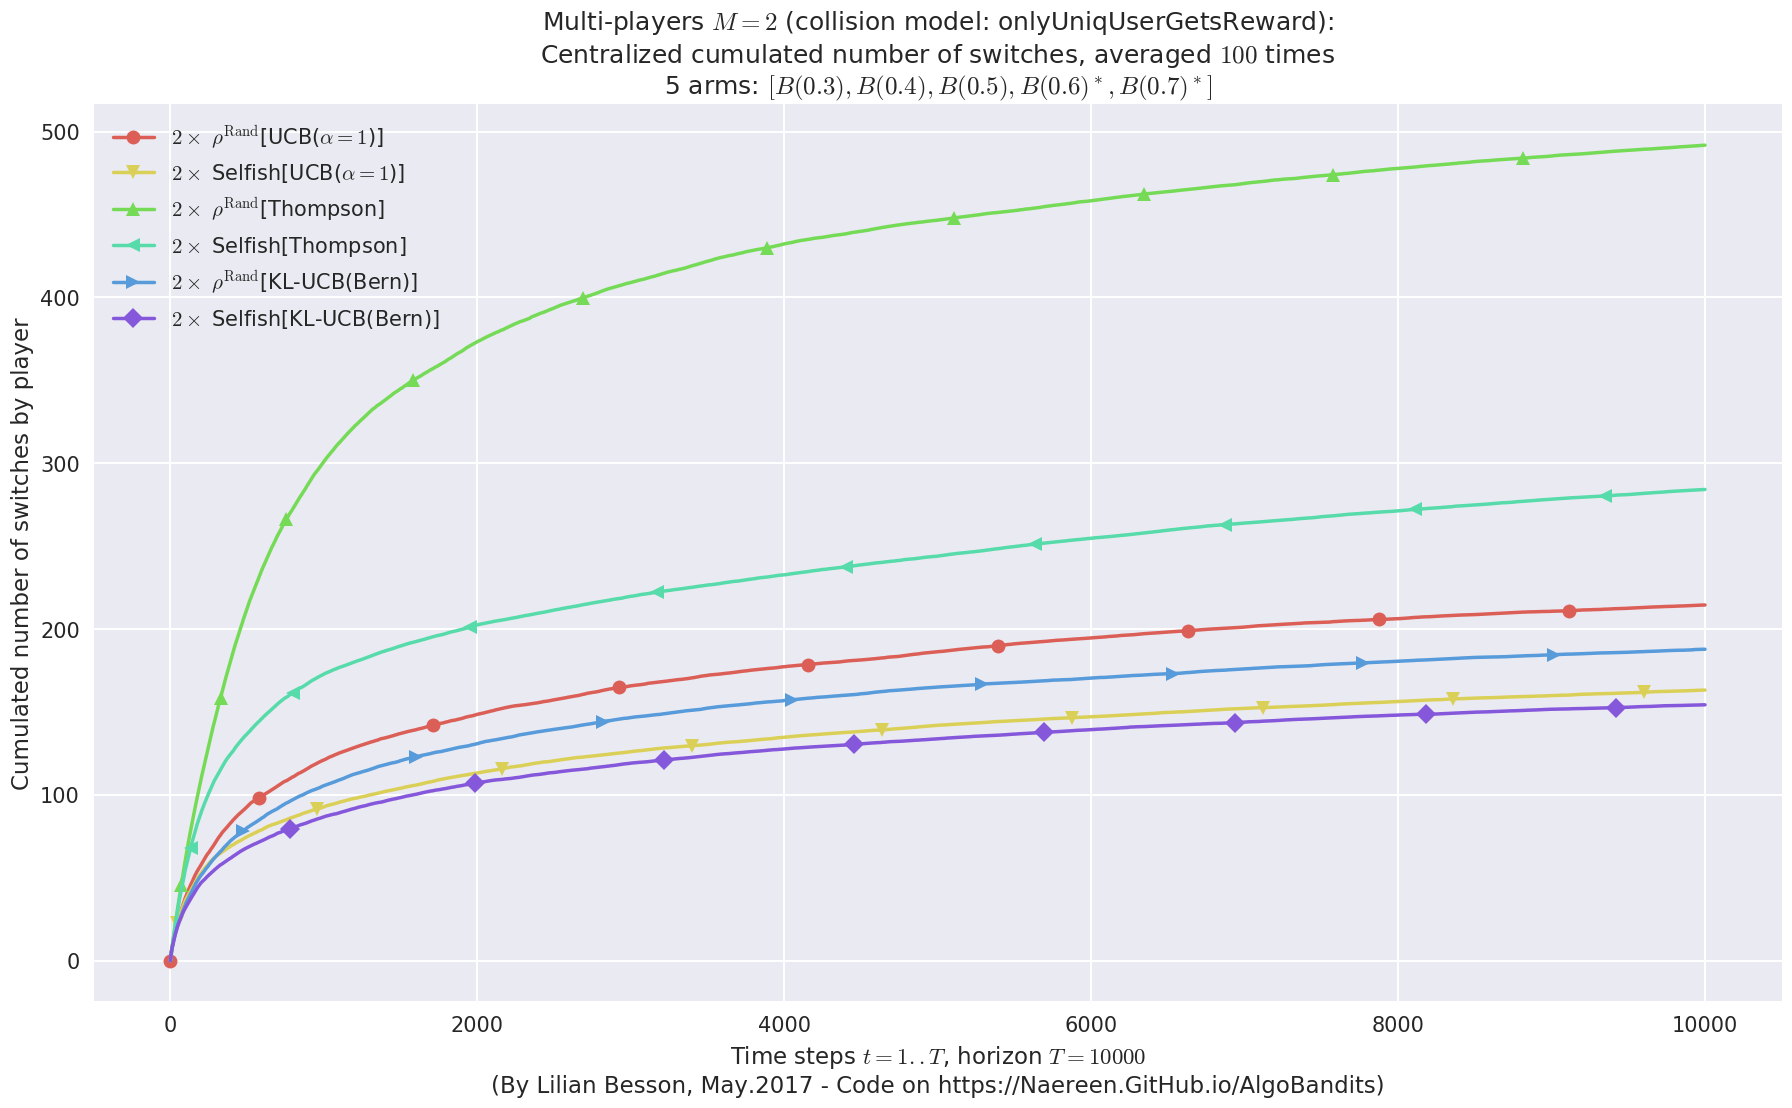 Multi-players M = 2 (collision model: onlyUniqUserGetsReward):
Centralized cumulated number of switches, averaged 100 times
5 arms: [B(0.3), B(0.4), B(0.5), B(0.6)*, B(0.7)*]
500
400
300
200
100
0
Cumulated number of switches by player
2× ρ^Rand[UCB(α = 1)]
2× Selfish[UCB(α = 1)]
2× ρ^Rand[Thompson]
2× Selfish[Thompson]
2× ρ^Rand[KL-UCB(Bern)]
2× Selfish[KL-UCB(Bern)]
0 2000 4000 6000 8000 10000
Time steps t = 1..T, horizon T = 10000
(By Lilian Besson, May.2017 - Code on https://Naereen.GitHub.io/AlgoBandits)